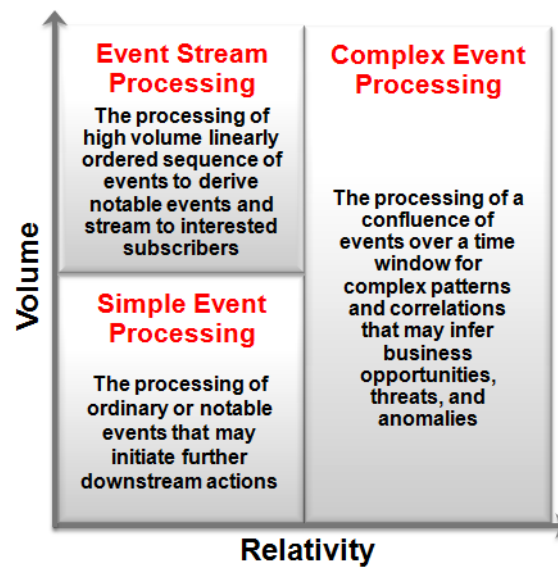 Event Stream
Processing
The processing of
high volume linearly
ordered sequence of
events to derive
notable events and
stream to interested
subscribers
Complex Event
Processing
The processing of a
confluence of
events over a time
window for
complex patterns
and correlations
that may infer
business
opportunities,
threats, and
anomalies
Simple Event
Processing
The processing of
ordinary or notable
events that may
initiate further
downstream actions
Volume
Relativity